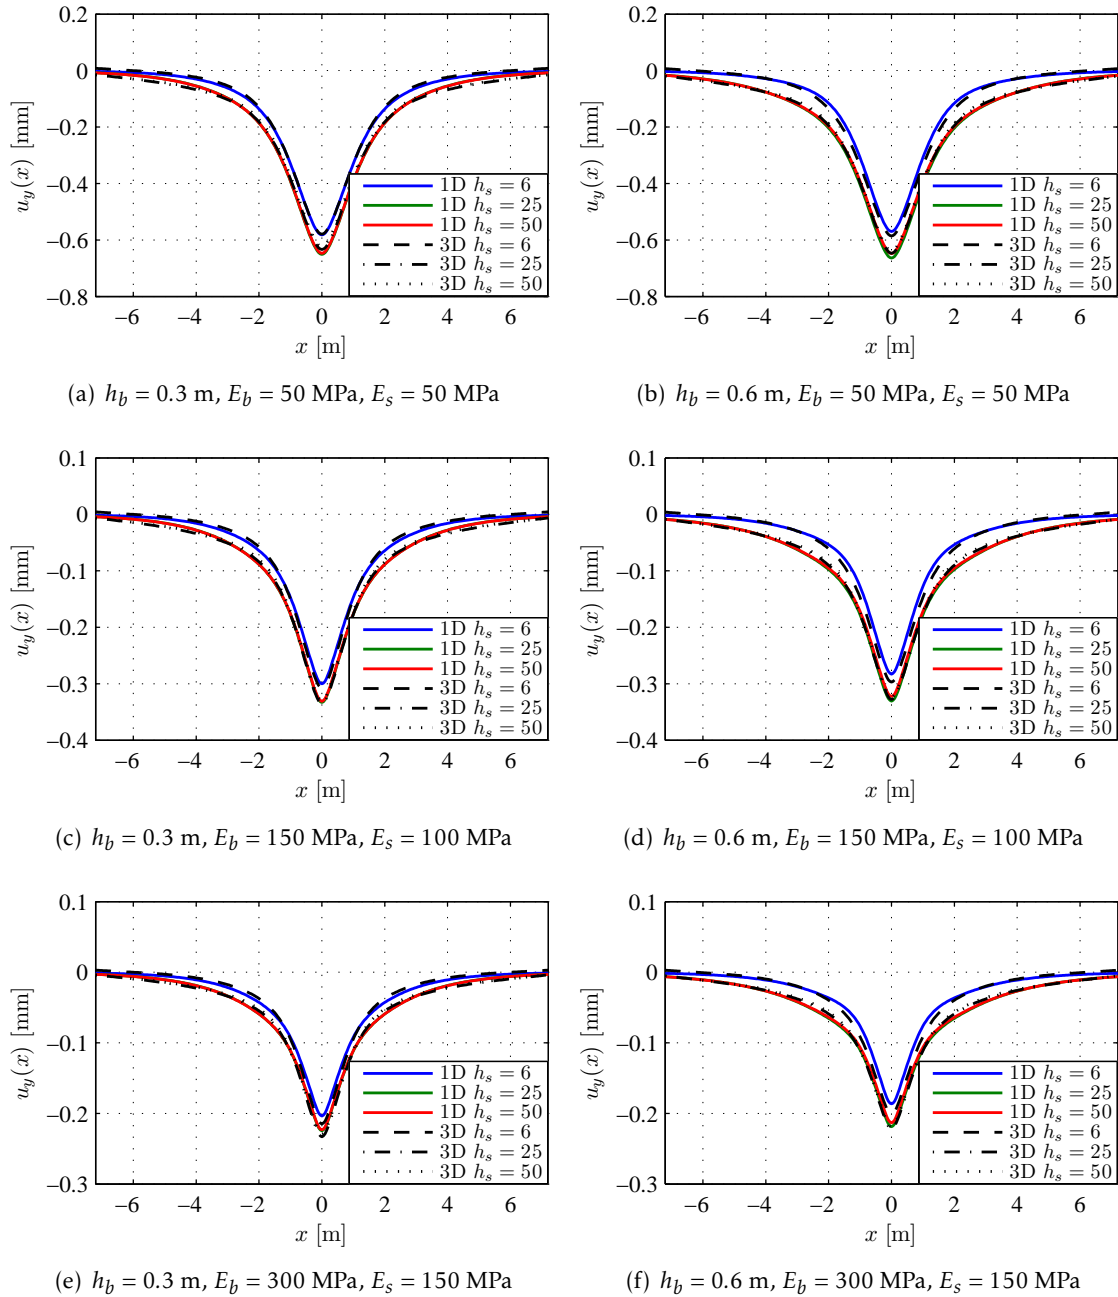 0.2
0
−0.2
−0.4
−0.6
−0.8
u_y(x) [mm]
−6 −4 −2 0 2 4 6
x [m]
1D h_s = 6
1D h_s = 25
1D h_s = 50
3D h_s = 6
3D h_s = 25
3D h_s = 50
(a) h_b = 0.3 m, E_b = 50 MPa, E_s = 50 MPa
0.2
0
−0.2
−0.4
−0.6
−0.8
u_y(x) [mm]
−6 −4 −2 0 2 4 6
x [m]
1D h_s = 6
1D h_s = 25
1D h_s = 50
3D h_s = 6
3D h_s = 25
3D h_s = 50
(b) h_b = 0.6 m, E_b = 50 MPa, E_s = 50 MPa
0.1
0
−0.1
−0.2
−0.3
−0.4
u_y(x) [mm]
−6 −4 −2 0 2 4 6
x [m]
1D h_s = 6
1D h_s = 25
1D h_s = 50
3D h_s = 6
3D h_s = 25
3D h_s = 50
(c) h_b = 0.3 m, E_b = 150 MPa, E_s = 100 MPa
0.1
0
−0.1
−0.2
−0.3
−0.4
u_y(x) [mm]
−6 −4 −2 0 2 4 6
x [m]
1D h_s = 6
1D h_s = 25
1D h_s = 50
3D h_s = 6
3D h_s = 25
3D h_s = 50
(d) h_b = 0.6 m, E_b = 150 MPa, E_s = 100 MPa
0.1
0
−0.1
−0.2
−0.3
u_y(x) [mm]
−6 −4 −2 0 2 4 6
x [m]
1D h_s = 6
1D h_s = 25
1D h_s = 50
3D h_s = 6
3D h_s = 25
3D h_s = 50
(e) h_b = 0.3 m, E_b = 300 MPa, E_s = 150 MPa
0.1
0
−0.1
−0.2
−0.3
u_y(x) [mm]
−6 −4 −2 0 2 4 6
x [m]
1D h_s = 6
1D h_s = 25
1D h_s = 50
3D h_s = 6
3D h_s = 25
3D h_s = 50
(f) h_b = 0.6 m, E_b = 300 MPa, E_s = 150 MPa